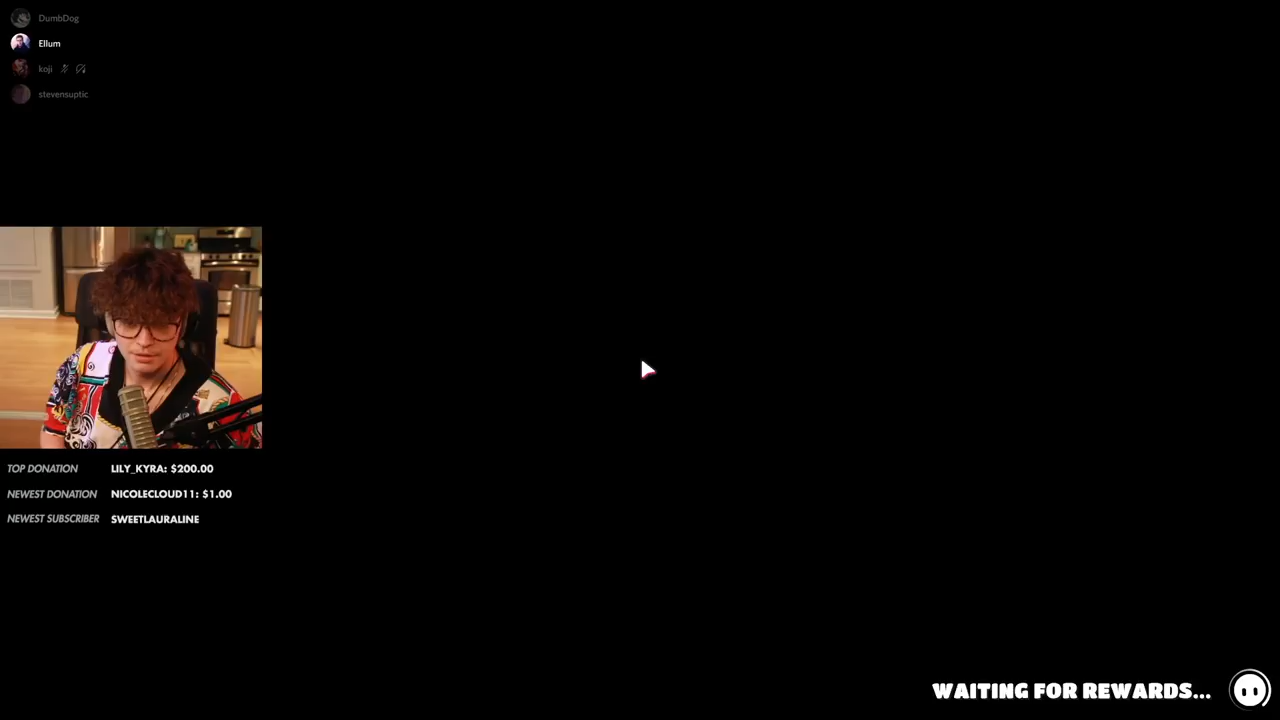 DumbDog
Ellum
koji
stevensuptic
TOP DONATION LILY_KYRA: $200.00
NEWEST DONATION NICOLECLOUD11: $1.00
NEWEST SUBSCRIBER SWEETLAURALINE
WAITING FOR REWARDS...